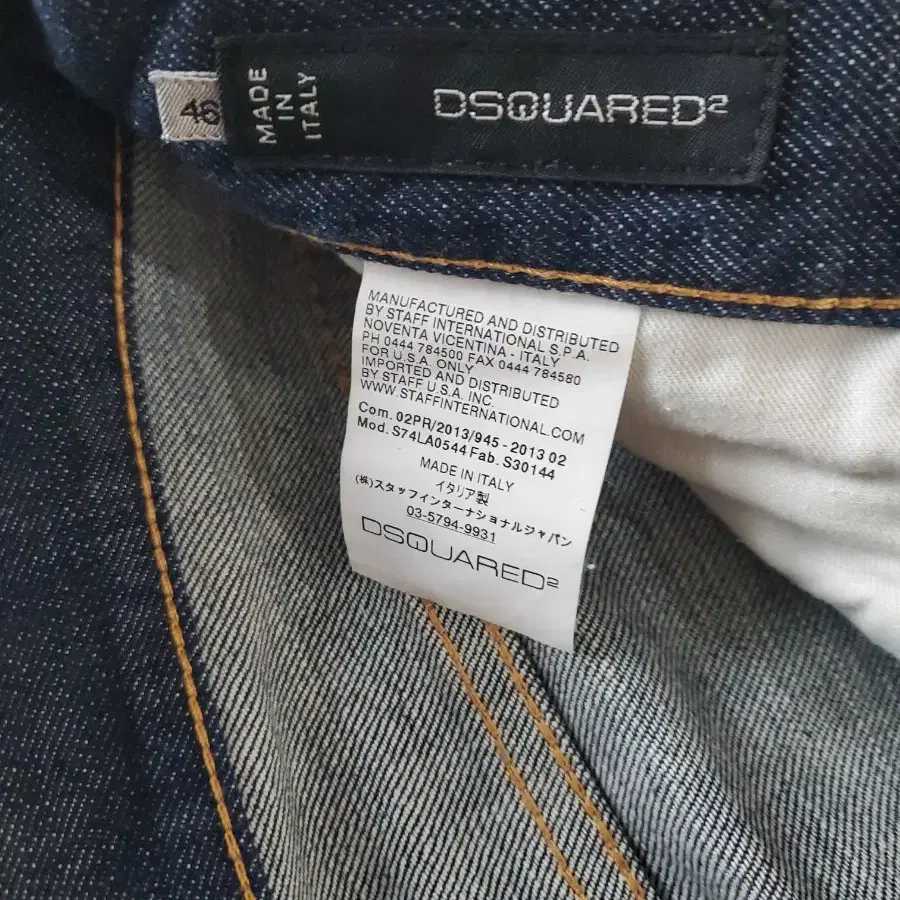 46
MADE
IN
ITALY
DSQUARED²
MANUFACTURED AND DISTRIBUTED
BY STAFF INTERNATIONAL S.P.A.
NOVENTA VICENTINA - ITALY
PH 0444 784500 FAX 0444 784580
FOR U.S.A. ONLY
IMPORTED AND DISTRIBUTED
BY STAFF U.S.A. INC.
WWW.STAFFINTERNATIONAL.COM
Com. 02PR/2013/945 - 2013 02
Mod. S74LA0544 Fab. S30144
MADE IN ITALY
イタリア製
(株)スタッフインターナショナルジャパン
03-5794-9931
DSQUARED²